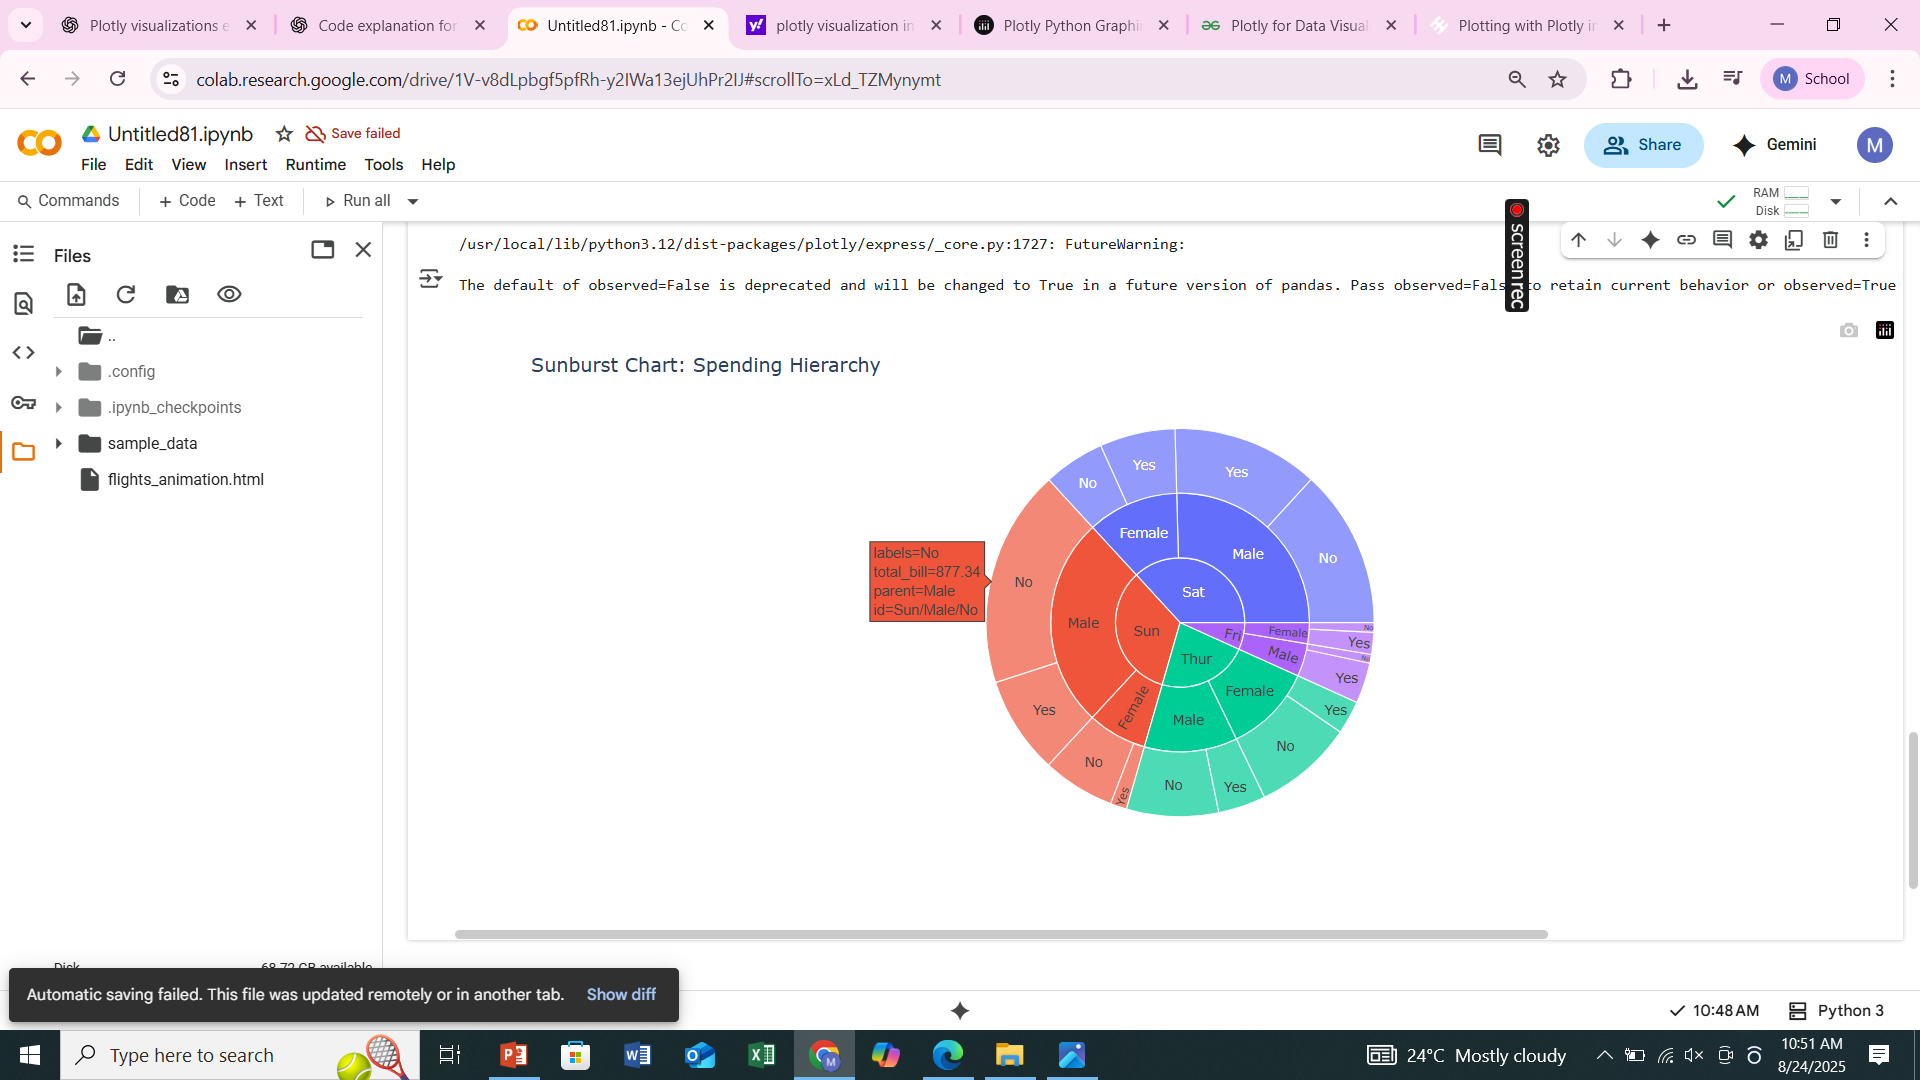 Plotly visualizations e
Code explanation for
Untitled81.ipynb - Co
plotly visualization in
Plotly Python Graphi
Plotly for Data Visual
Plotting with Plotly in
colab.research.google.com/drive/1V-v8dLpbgf5pfRh-y2IWa13ejUhPr2IJ#scrollTo=xLd_TZMynymt
M School
Untitled81.ipynb Save failed
File Edit View Insert Runtime Tools Help
Share Gemini M
Commands + Code + Text Run all
RAM
Disk
Files
..
.config
.ipynb_checkpoints
sample_data
flights_animation.html
/usr/local/lib/python3.12/dist-packages/plotly/express/_core.py:1727: FutureWarning:
The default of observed=False is deprecated and will be changed to True in a future version of pandas. Pass observed=Fals to retain current behavior or observed=True
screenrec
Sunburst Chart: Spending Hierarchy
No
Yes
Yes
No
Female
Male
Sat
labels=No
total_bill=877.34
parent=Male
id=Sun/Male/No
No
Male
Sun
Yes
Female
No
Yes
Fri
Female
Male
No
Yes
No
Yes
Thur
Female
Male
Yes
No
No
Yes
Disk 68.72 GB available
Automatic saving failed. This file was updated remotely or in another tab. Show diff
10:48 AM Python 3
Type here to search
24°C Mostly cloudy
10:51 AM
8/24/2025